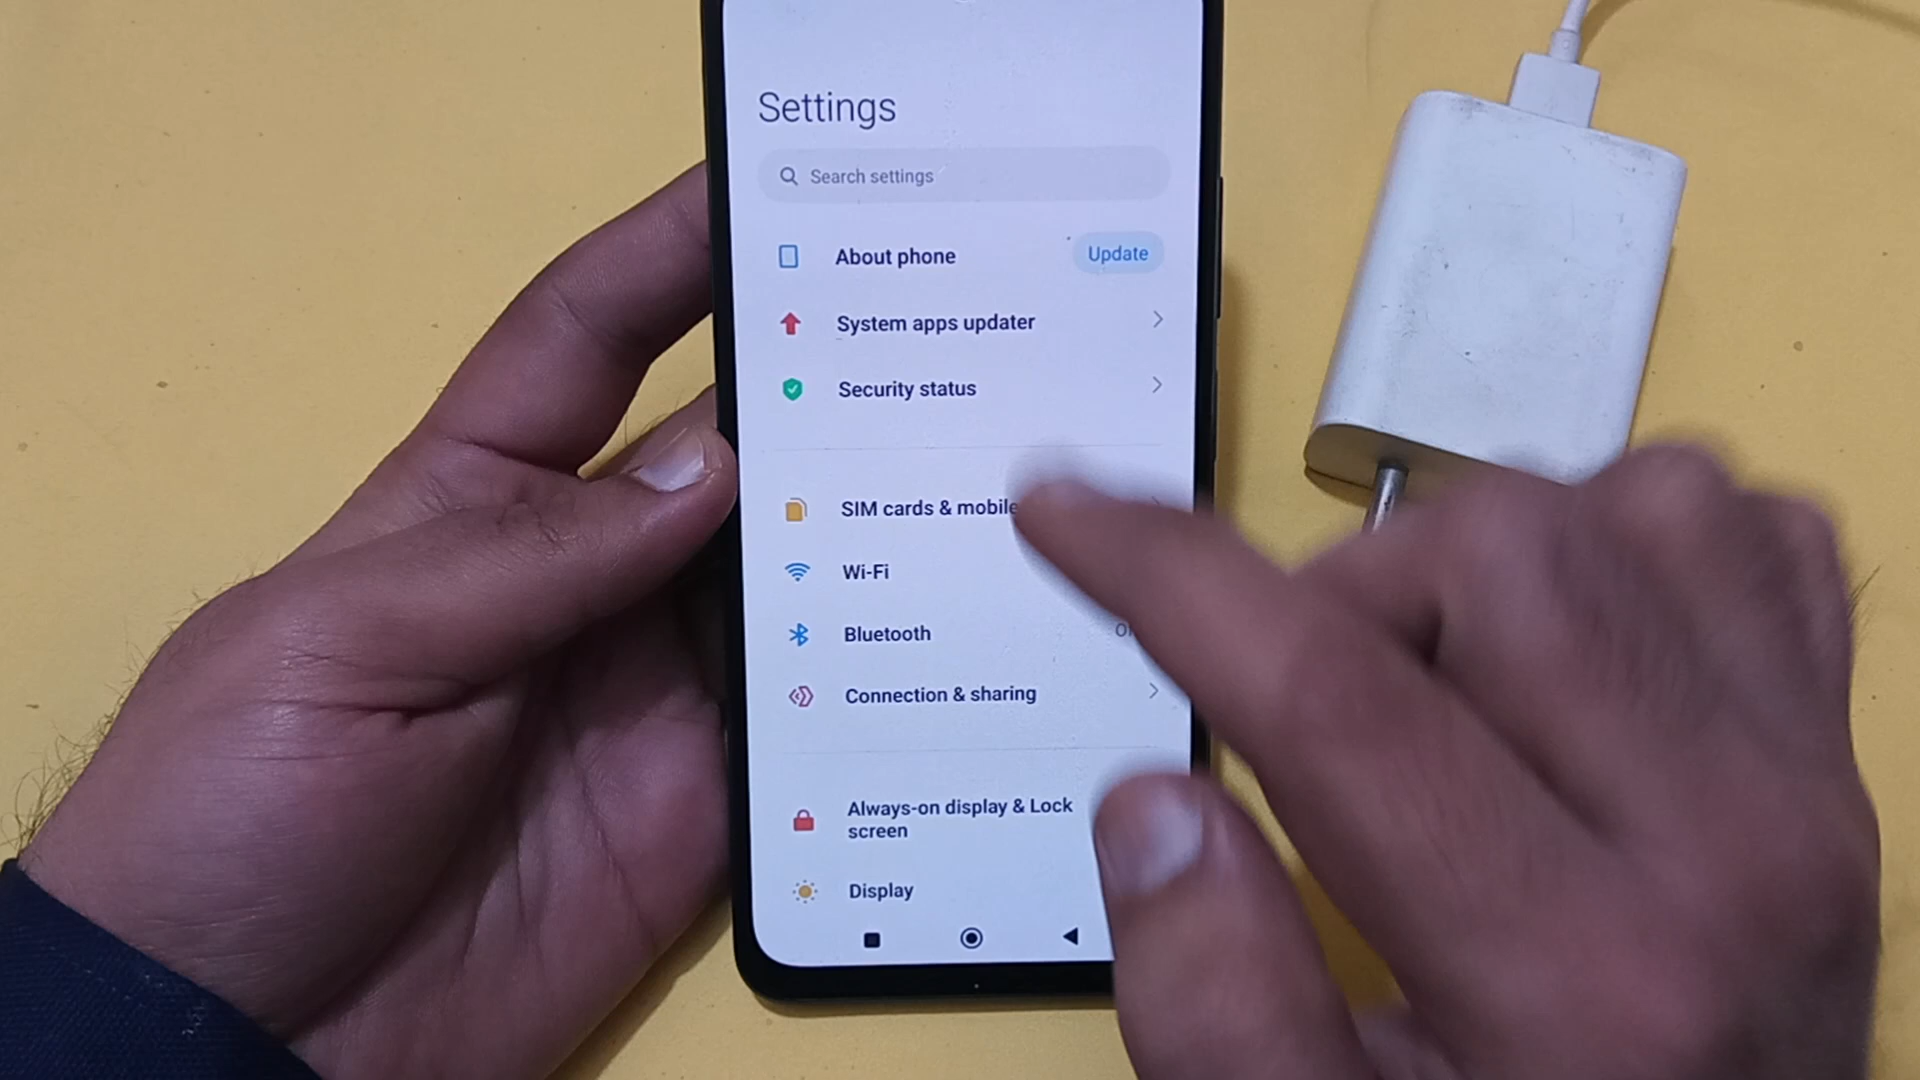 Settings
Search settings
About phone
Update
System apps updater
Security status
SIM cards & mobile
Wi-Fi
Bluetooth
Connection & sharing
Always-on display & Lock
screen
Display